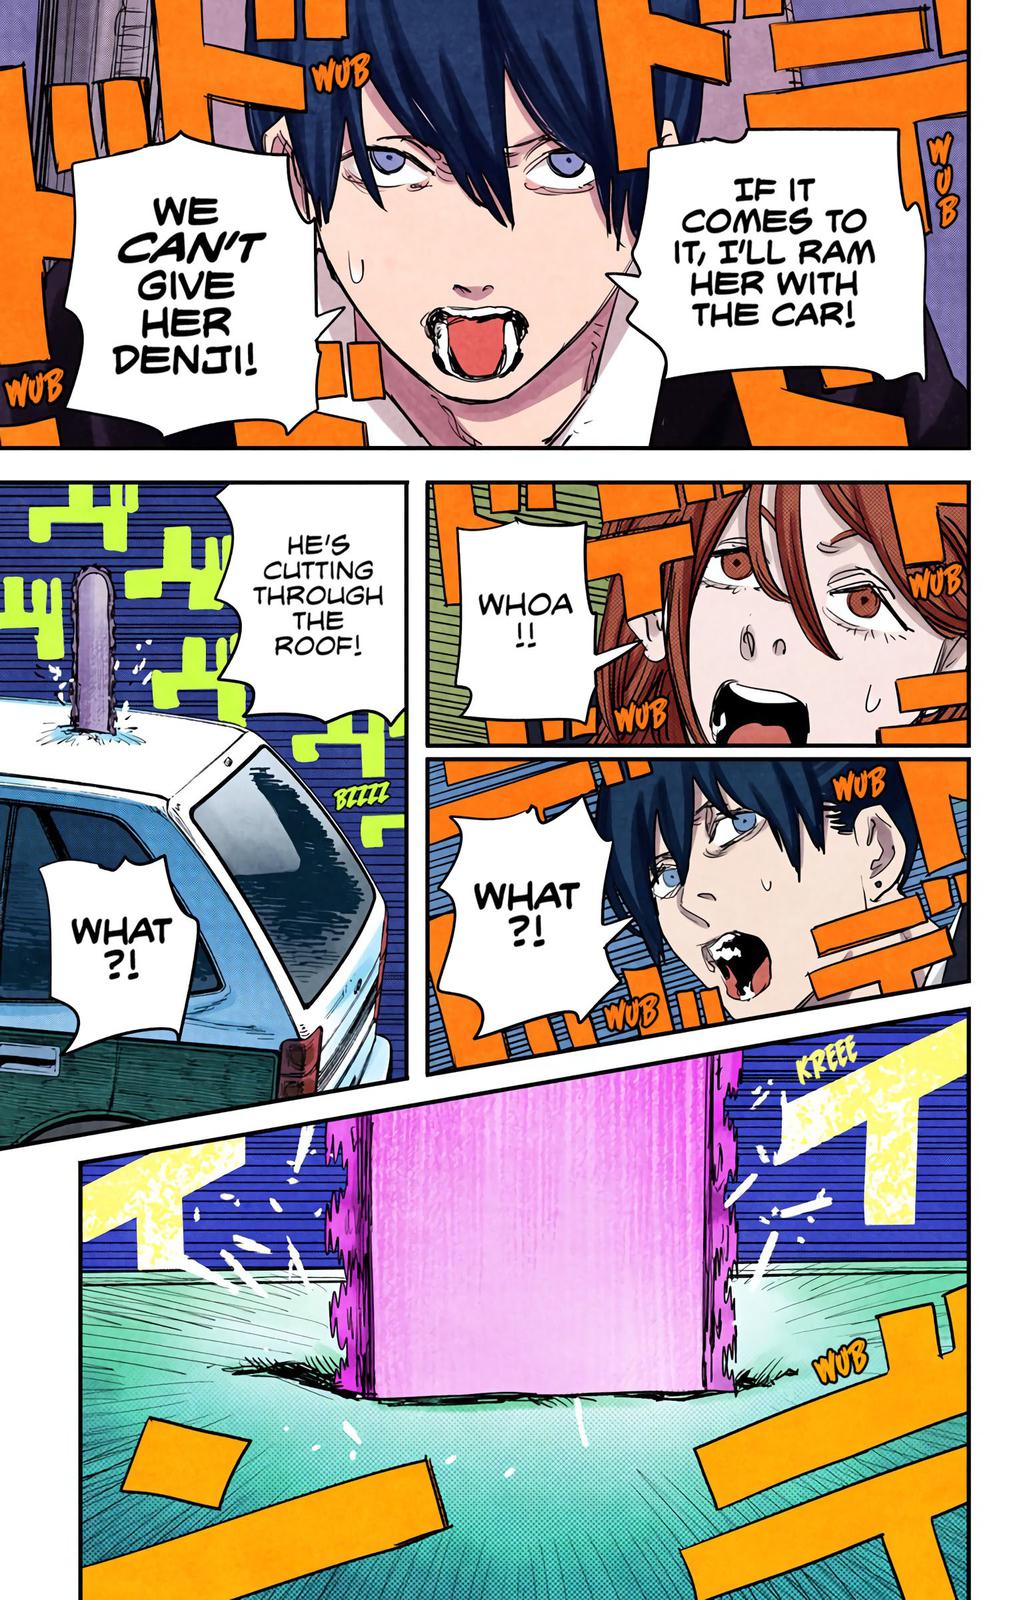 IF IT
COMES TO
IT, I'LL RAM
HER WITH
THE CAR!
WE
CAN'T
GIVE
HER
DENJI!
WUB
WUB
WUB
WHOA
!!
WUB
WUB
WHAT
?!
WUB
WUB
HE'S
CUTTING
THROUGH
THE
ROOF!
BZZZZ
WHAT
?!
KREEE
WUB